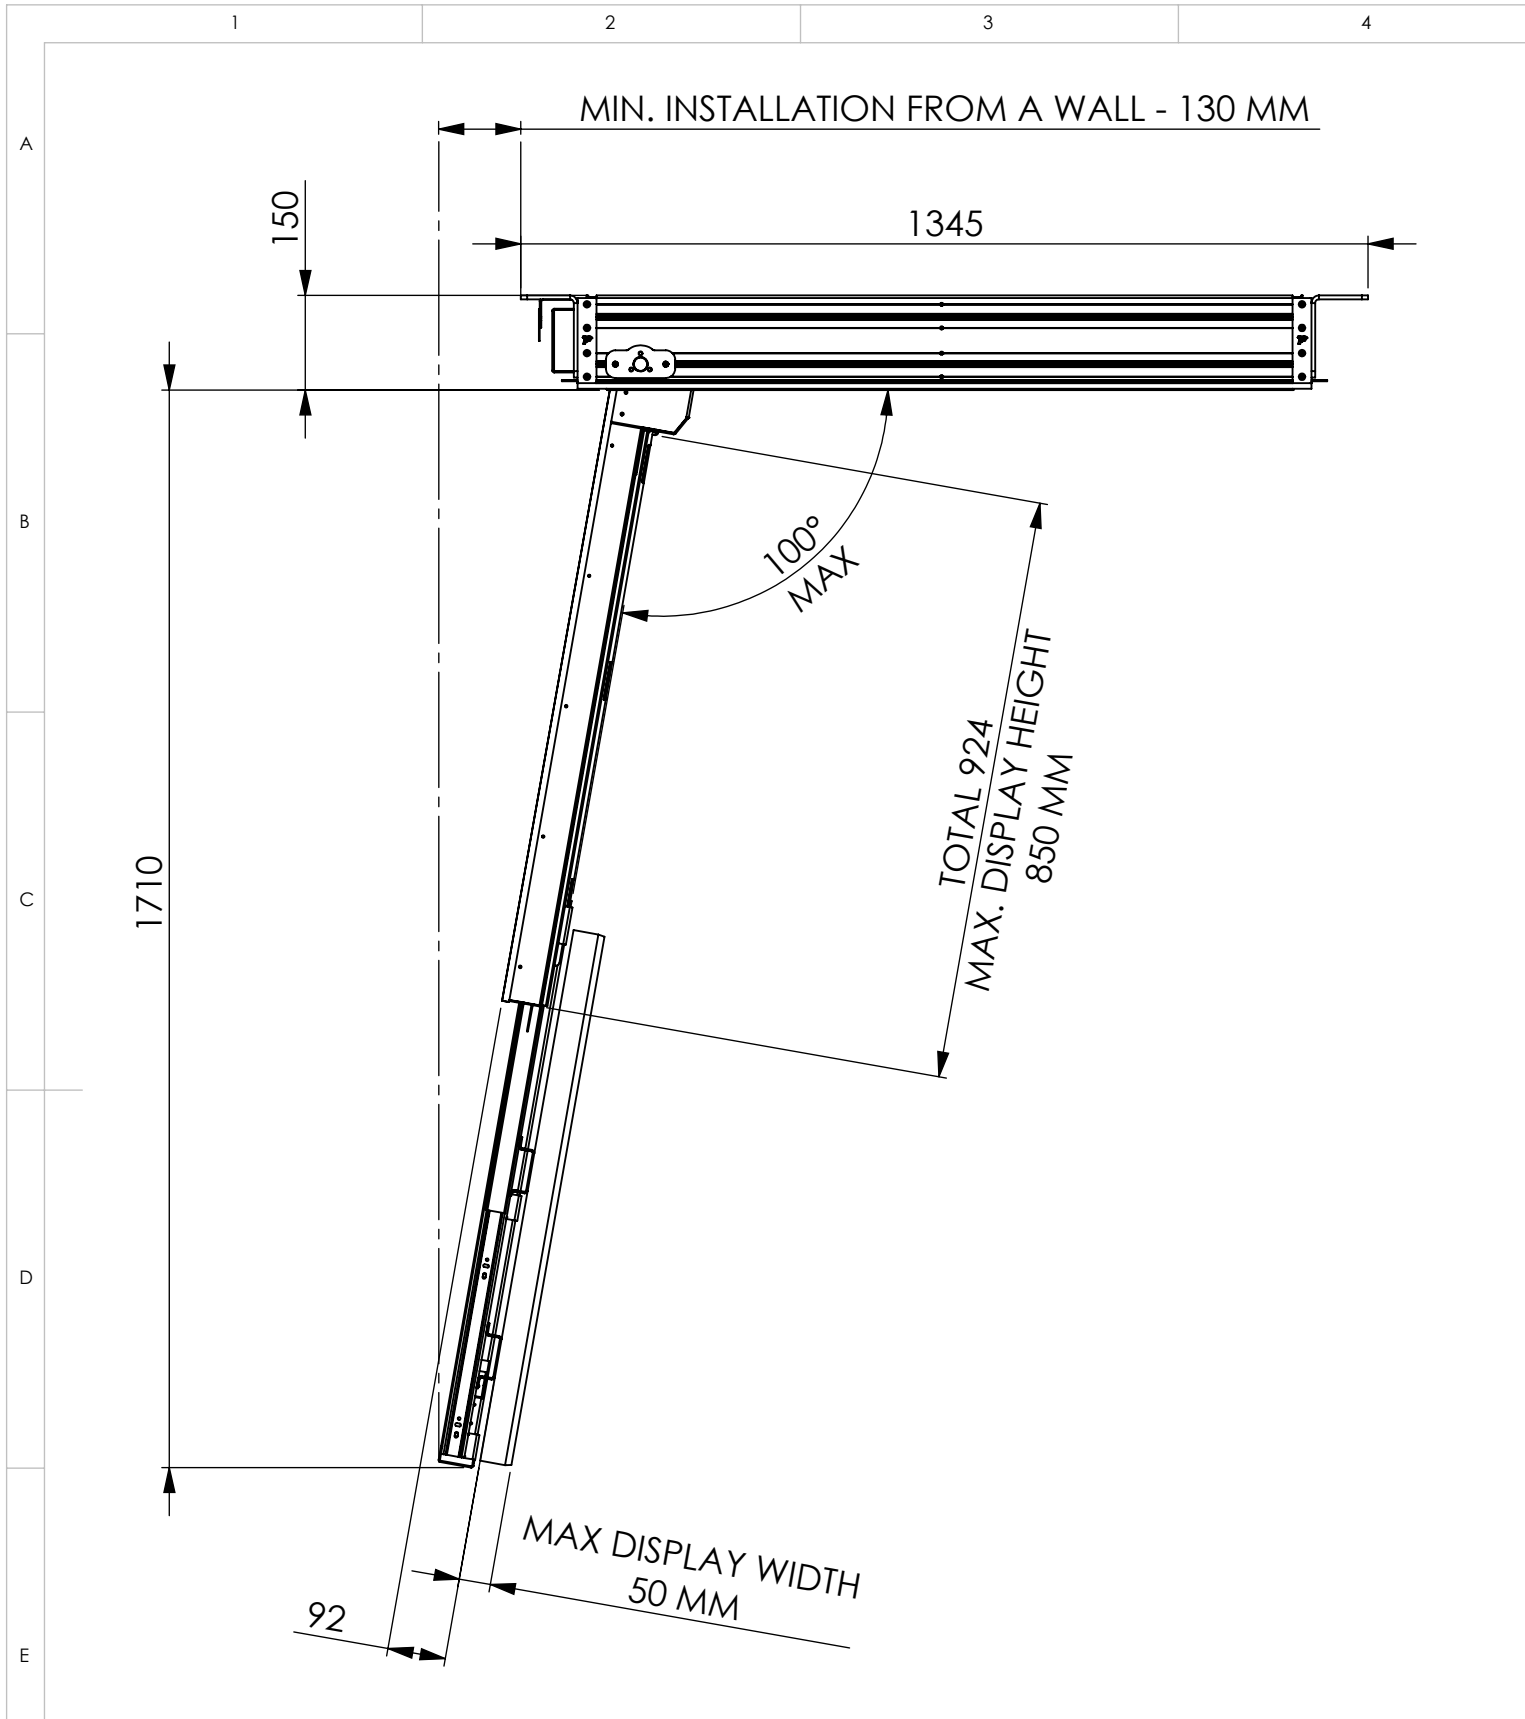 1
2
3
4
A
MIN. INSTALLATION FROM A WALL - 130 MM
150
1345
B
100°
MAX
TOTAL 924
MAX. DISPLAY HEIGHT
850 MM
C
1710
D
MAX DISPLAY WIDTH
50 MM
92
E